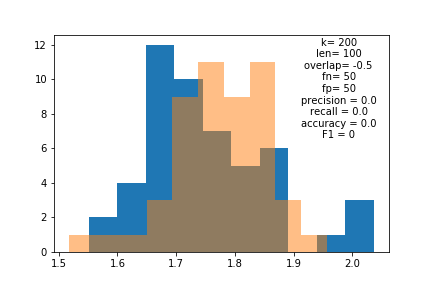 k= 200
len= 100
overlap= -0.5
fn= 50
fp= 50
precision = 0.0
recall = 0.0
accuracy = 0.0
F1 = 0
12
10
8
6
4
2
0
1.5 1.6 1.7 1.8 1.9 2.0